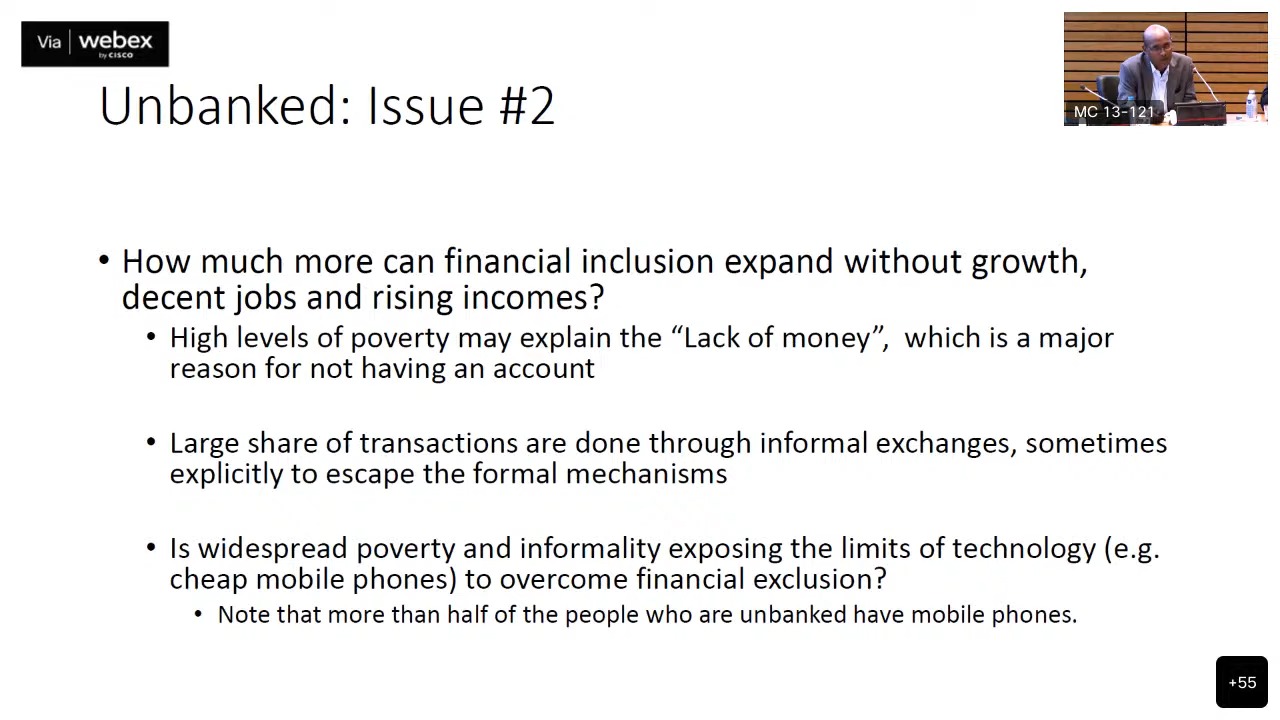 Via webex
by CISCO
Unbanked: Issue #2
MC 13-121
• How much more can financial inclusion expand without growth,
decent jobs and rising incomes?
• High levels of poverty may explain the “Lack of money”, which is a major
reason for not having an account
• Large share of transactions are done through informal exchanges, sometimes
explicitly to escape the formal mechanisms
• Is widespread poverty and informality exposing the limits of technology (e.g.
cheap mobile phones) to overcome financial exclusion?
• Note that more than half of the people who are unbanked have mobile phones.
+55